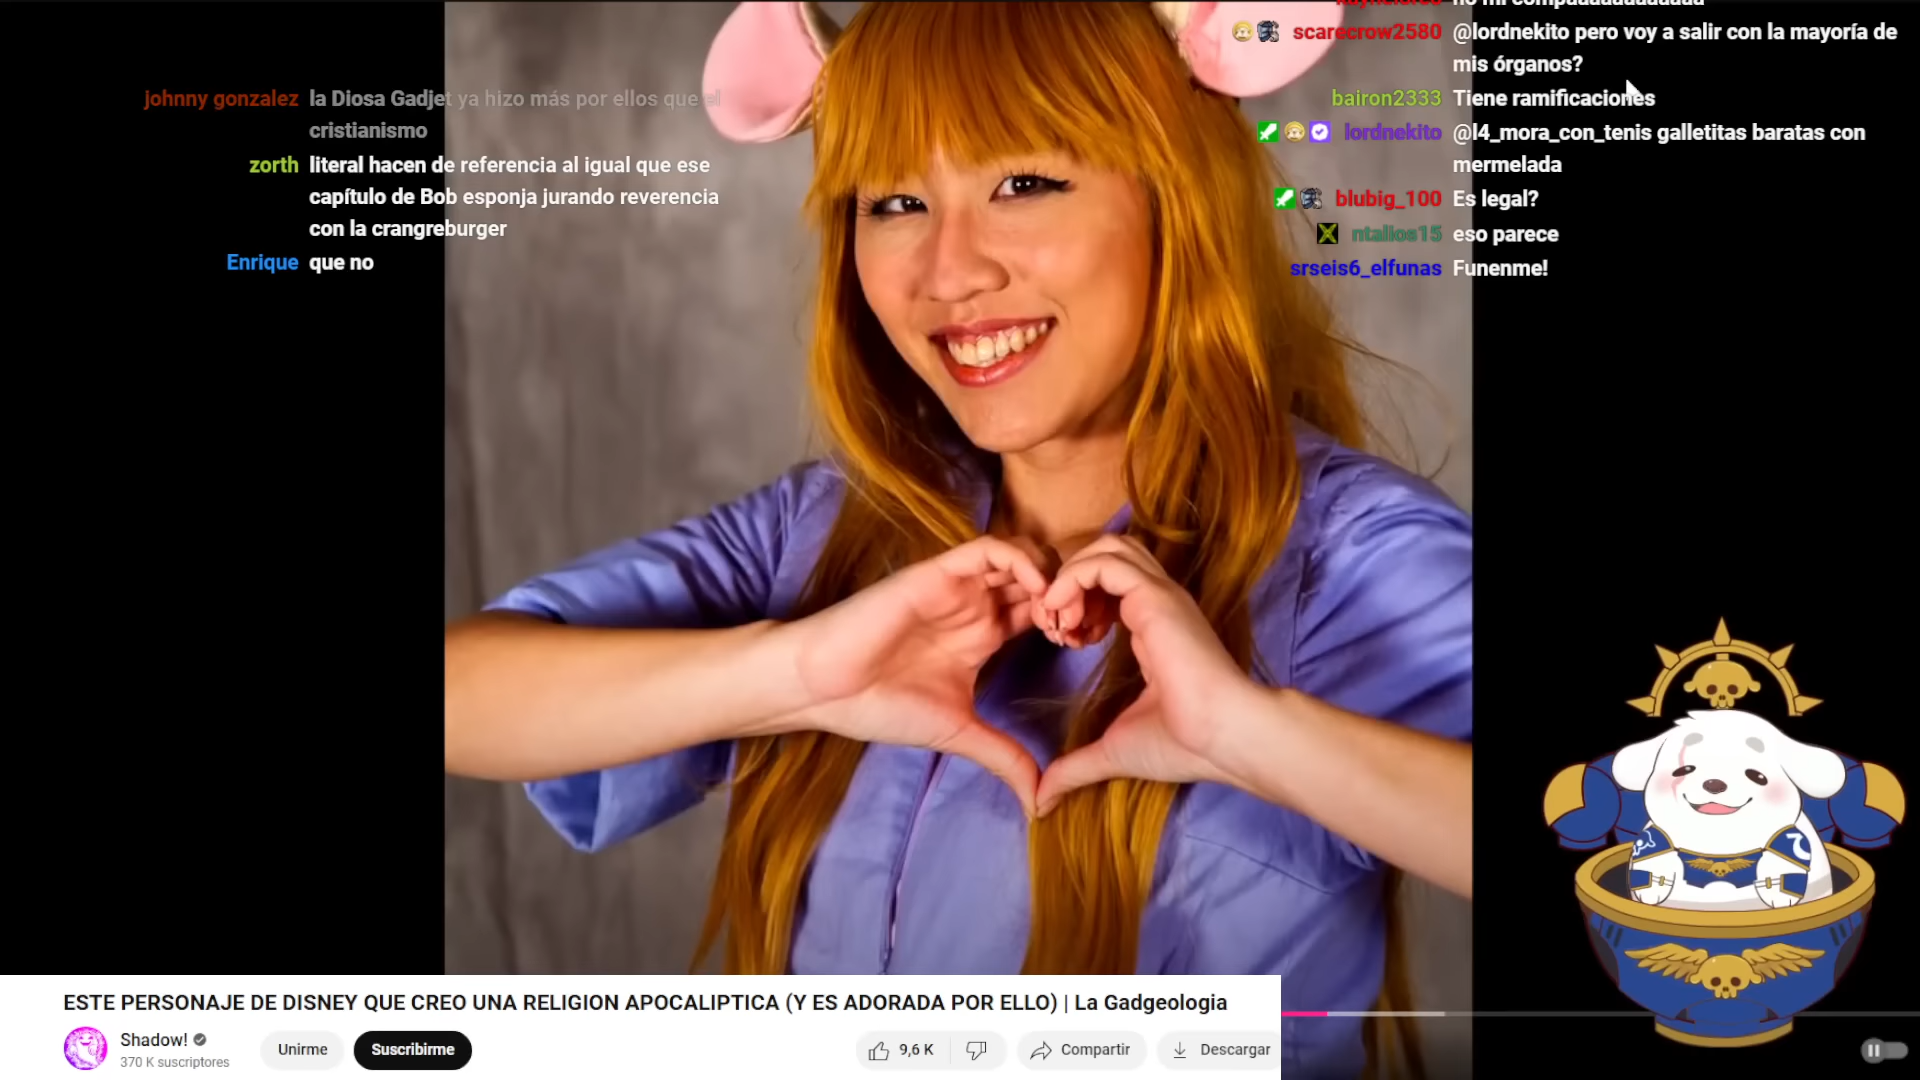 johnny gonzalez la Diosa Gadjet ya hizo más por ellos que el
cristianismo
zorth literal hacen de referencia al igual que ese
capítulo de Bob esponja jurando reverencia
con la crangreburger
Enrique que no
scarecrow2580 @lordnekito pero voy a salir con la mayoría de
mis órganos?
bairon2333 Tiene ramificaciones
lordnekito @l4_mora_con_tenis galletitas baratas con
mermelada
blubig_100 Es legal?
ntalios15 eso parece
srseis6_elfunas Funenme!
ESTE PERSONAJE DE DISNEY QUE CREO UNA RELIGION APOCALIPTICA (Y ES ADORADA POR ELLO) | La Gadgeologia
Shadow!
370 K suscriptores
Unirme
Suscribirme
9,6 K
Compartir
Descargar